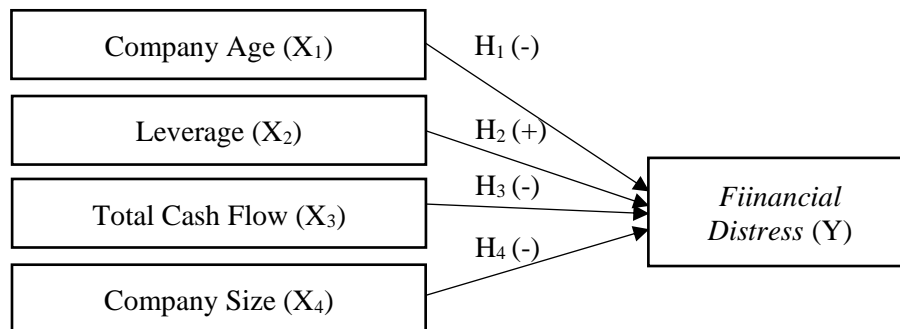 Company Age (X₁)
H₁ (-)
Leverage (X₂)
H₂ (+)
Total Cash Flow (X₃)
H₃ (-)
Company Size (X₄)
H₄ (-)
Fiinancial
Distress (Y)